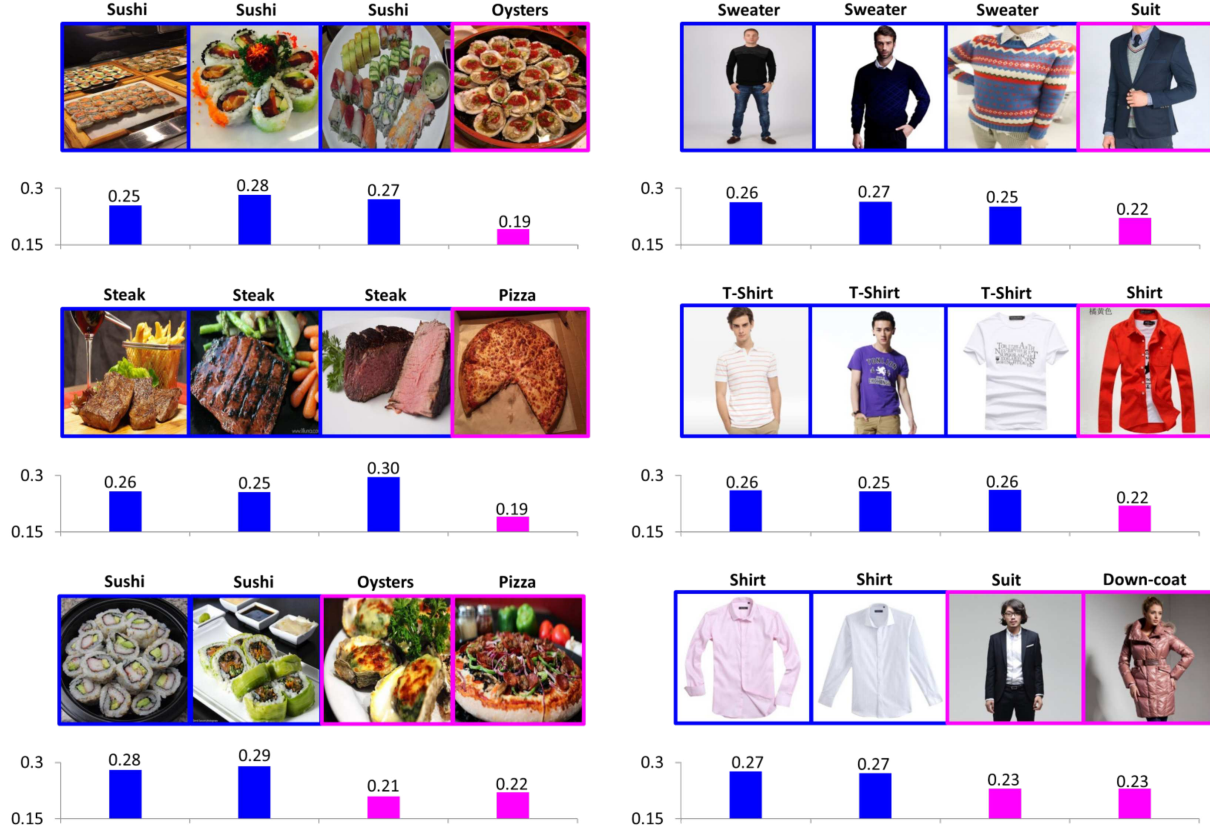 Sushi Sushi Sushi Oysters
0.3
0.15
0.25 0.28 0.27 0.19
Sweater Sweater Sweater Suit
0.3
0.15
0.26 0.27 0.25 0.22
Steak Steak Steak Pizza
0.3
0.15
0.26 0.25 0.30 0.19
T-Shirt T-Shirt T-Shirt Shirt
橘黄色
0.3
0.15
0.26 0.25 0.26 0.22
Sushi Sushi Oysters Pizza
0.3
0.15
0.28 0.29 0.21 0.22
Shirt Shirt Suit Down-coat
0.3
0.15
0.27 0.27 0.23 0.23